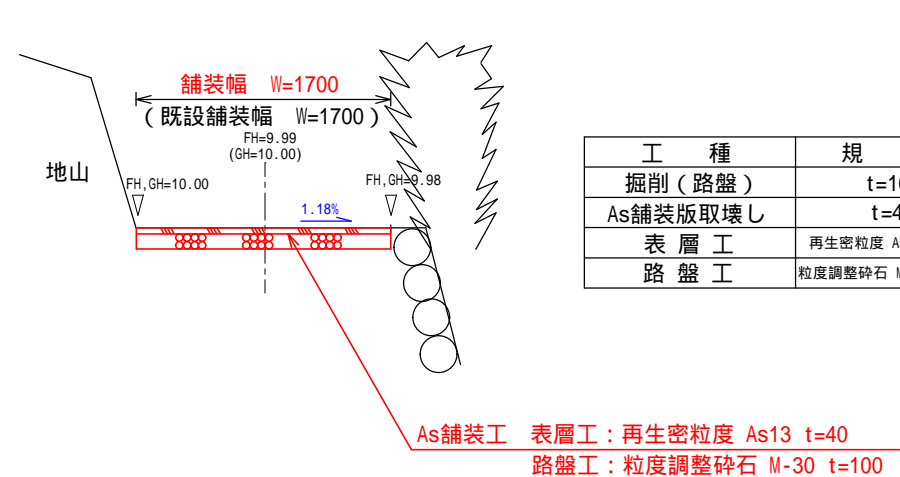 舗装幅 W=1700
(既設舗装幅 W=1700)
FH=9.99
(GH=10.00)
地山
FH,GH=10.00
FH,GH=9.98
1.18%
工種 規
掘削(路盤)
As舗装版取壊し
表層工 再生密粒度
路盤工 粒度調整砕石
As舗装工 表層工:再生密粒度 As13 t=40
路盤工:粒度調整砕石 M-30 t=100